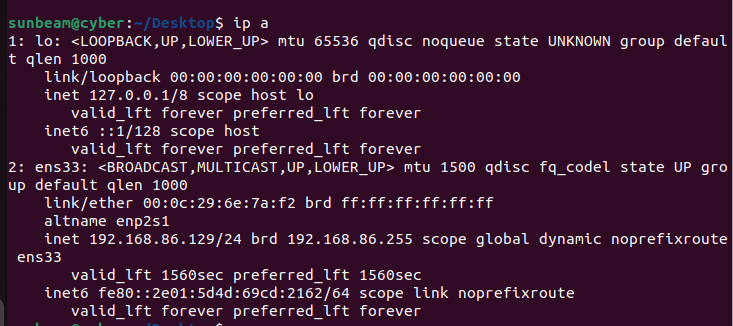 sunbeam@cyber:~/Desktop$ ip a
1: lo: <LOOPBACK,UP,LOWER_UP> mtu 65536 qdisc noqueue state UNKNOWN group defaul
t qlen 1000
    link/loopback 00:00:00:00:00:00 brd 00:00:00:00:00:00
    inet 127.0.0.1/8 scope host lo
       valid_lft forever preferred_lft forever
    inet6 ::1/128 scope host
       valid_lft forever preferred_lft forever
2: ens33: <BROADCAST,MULTICAST,UP,LOWER_UP> mtu 1500 qdisc fq_codel state UP gro
up default qlen 1000
    link/ether 00:0c:29:6e:7a:f2 brd ff:ff:ff:ff:ff:ff
    altname enp2s1
    inet 192.168.86.129/24 brd 192.168.86.255 scope global dynamic noprefixroute
 ens33
       valid_lft 1560sec preferred_lft 1560sec
    inet6 fe80::2e01:5d4d:69cd:2162/64 scope link noprefixroute
       valid_lft forever preferred_lft forever